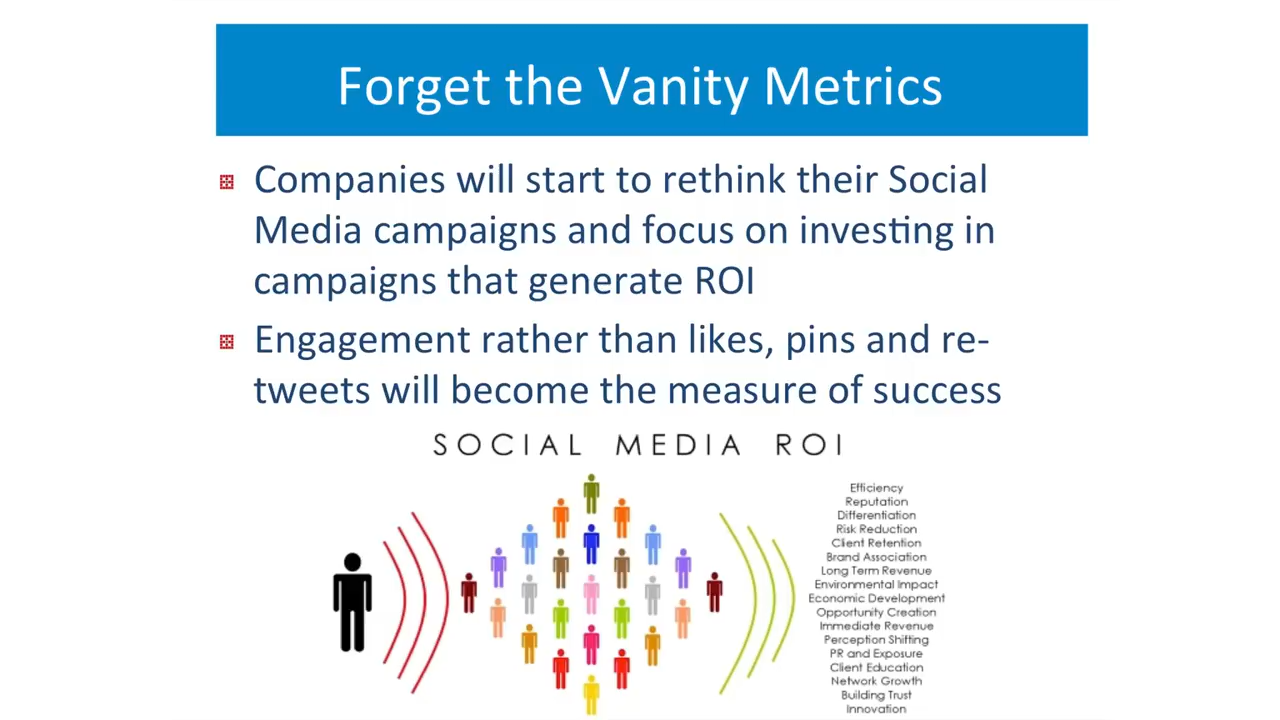 Forget the Vanity Metrics
Companies will start to rethink their Social
Media campaigns and focus on investing in
campaigns that generate ROI
Engagement rather than likes, pins and re-
tweets will become the measure of success
SOCIAL MEDIA ROI
Efficiency
Reputation
Differentiation
Risk Reduction
Client Retention
Brand Association
Long Term Revenue
Environmental Impact
Economic Development
Opportunity Creation
Immediate Revenue
Perception Shifting
PR and Exposure
Client Education
Network Growth
Building Trust
Innovation